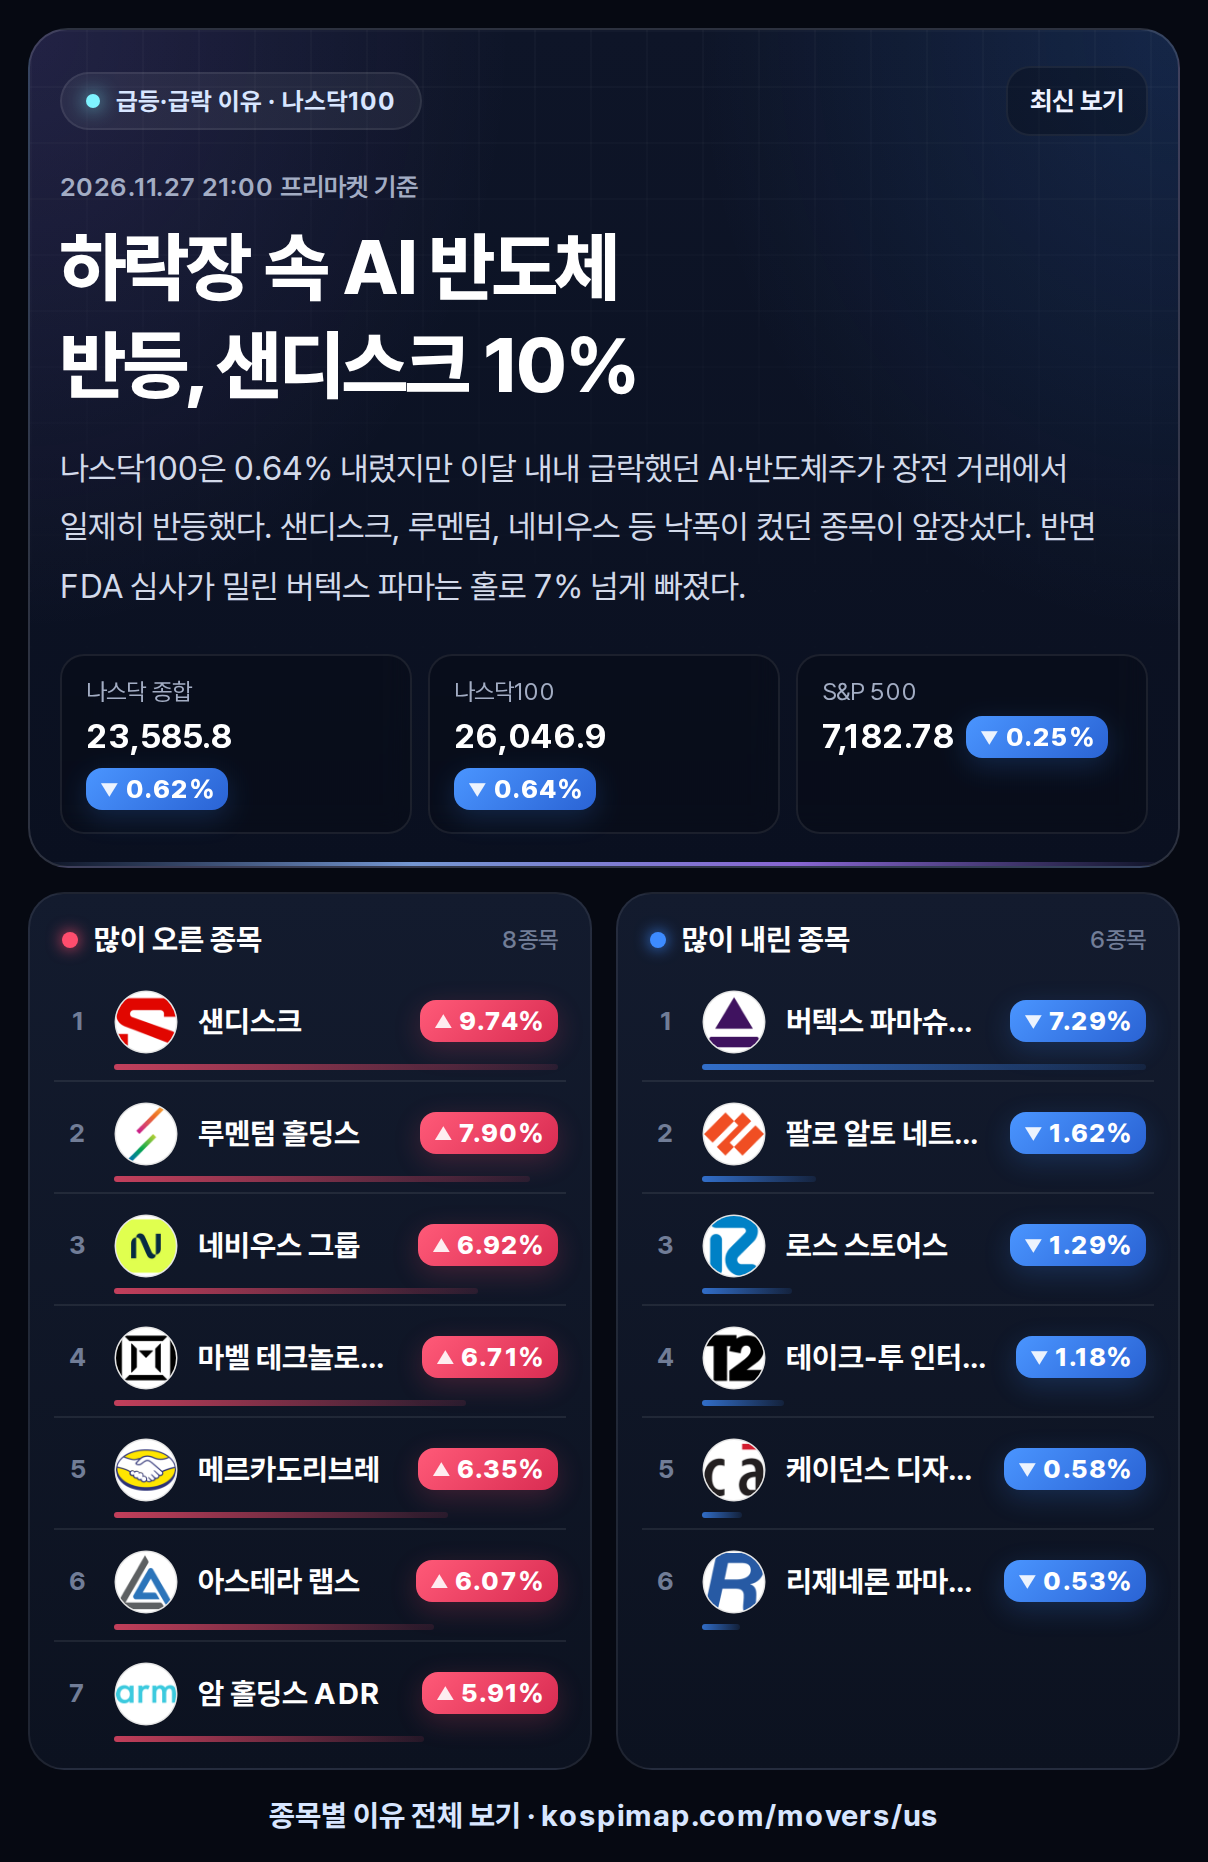 급등·급락 이유 · 나스닥100
최신 보기
2026.11.27 21:00 프리마켓 기준
하락장 속 AI 반도체
반등, 샌디스크 10%
나스닥100은 0.64% 내렸지만 이달 내내 급락했던 AI·반도체주가 장전 거래에서
일제히 반등했다. 샌디스크, 루멘텀, 네비우스 등 낙폭이 컸던 종목이 앞장섰다. 반면
FDA 심사가 밀린 버텍스 파마는 홀로 7% 넘게 빠졌다.
나스닥 종합
23,585.8
▼ 0.62%
나스닥100
26,046.9
▼ 0.64%
S&P 500
7,182.78 ▼ 0.25%
많이 오른 종목 8종목
1 샌디스크 ▲ 9.74%
2 루멘텀 홀딩스 ▲ 7.90%
3 네비우스 그룹 ▲ 6.92%
4 마벨 테크놀로... ▲ 6.71%
5 메르카도리브레 ▲ 6.35%
6 아스테라 랩스 ▲ 6.07%
7 arm 암 홀딩스 ADR ▲ 5.91%
많이 내린 종목 6종목
1 버텍스 파마슈... ▼ 7.29%
2 팔로 알토 네트... ▼ 1.62%
3 로스 스토어스 ▼ 1.29%
4 T2 테이크-투 인터... ▼ 1.18%
5 ca 케이던스 디자... ▼ 0.58%
6 R 리제네론 파마... ▼ 0.53%
종목별 이유 전체 보기 · kospimap.com/movers/us